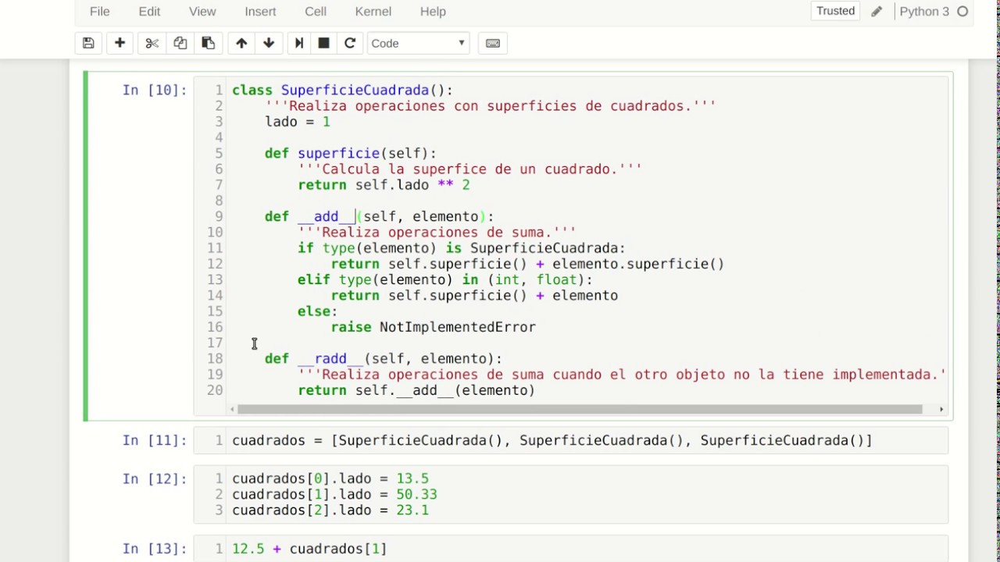 File Edit View Insert Cell Kernel Help Trusted Python 3
Code
In [10]:
1 class SuperficieCuadrada():
2 '''Realiza operaciones con superficies de cuadrados.'''
3 lado = 1
4
5 def superficie(self):
6 '''Calcula la superfice de un cuadrado.'''
7 return self.lado ** 2
8
9 def __add__(self, elemento):
10 '''Realiza operaciones de suma.'''
11 if type(elemento) is SuperficieCuadrada:
12 return self.superficie() + elemento.superficie()
13 elif type(elemento) in (int, float):
14 return self.superficie() + elemento
15 else:
16 raise NotImplementedError
17
18 def __radd__(self, elemento):
19 '''Realiza operaciones de suma cuando el otro objeto no la tiene implementada.'
20 return self.__add__(elemento)
In [11]: 1 cuadrados = [SuperficieCuadrada(), SuperficieCuadrada(), SuperficieCuadrada()]
In [12]: 1 cuadrados[0].lado = 13.5
2 cuadrados[1].lado = 50.33
3 cuadrados[2].lado = 23.1
In [13]: 1 12.5 + cuadrados[1]